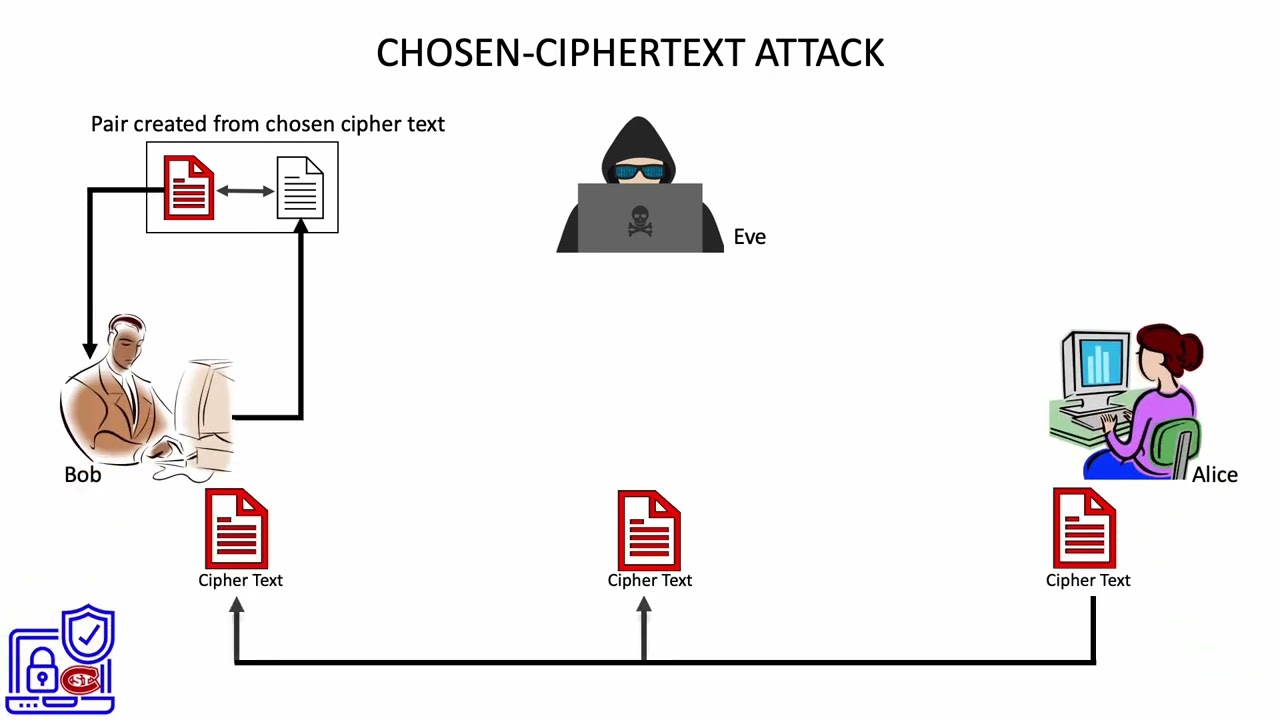 CHOSEN-CIPHERTEXT ATTACK
Pair created from chosen cipher text
Eve
Bob
Alice
Cipher Text
Cipher Text
Cipher Text